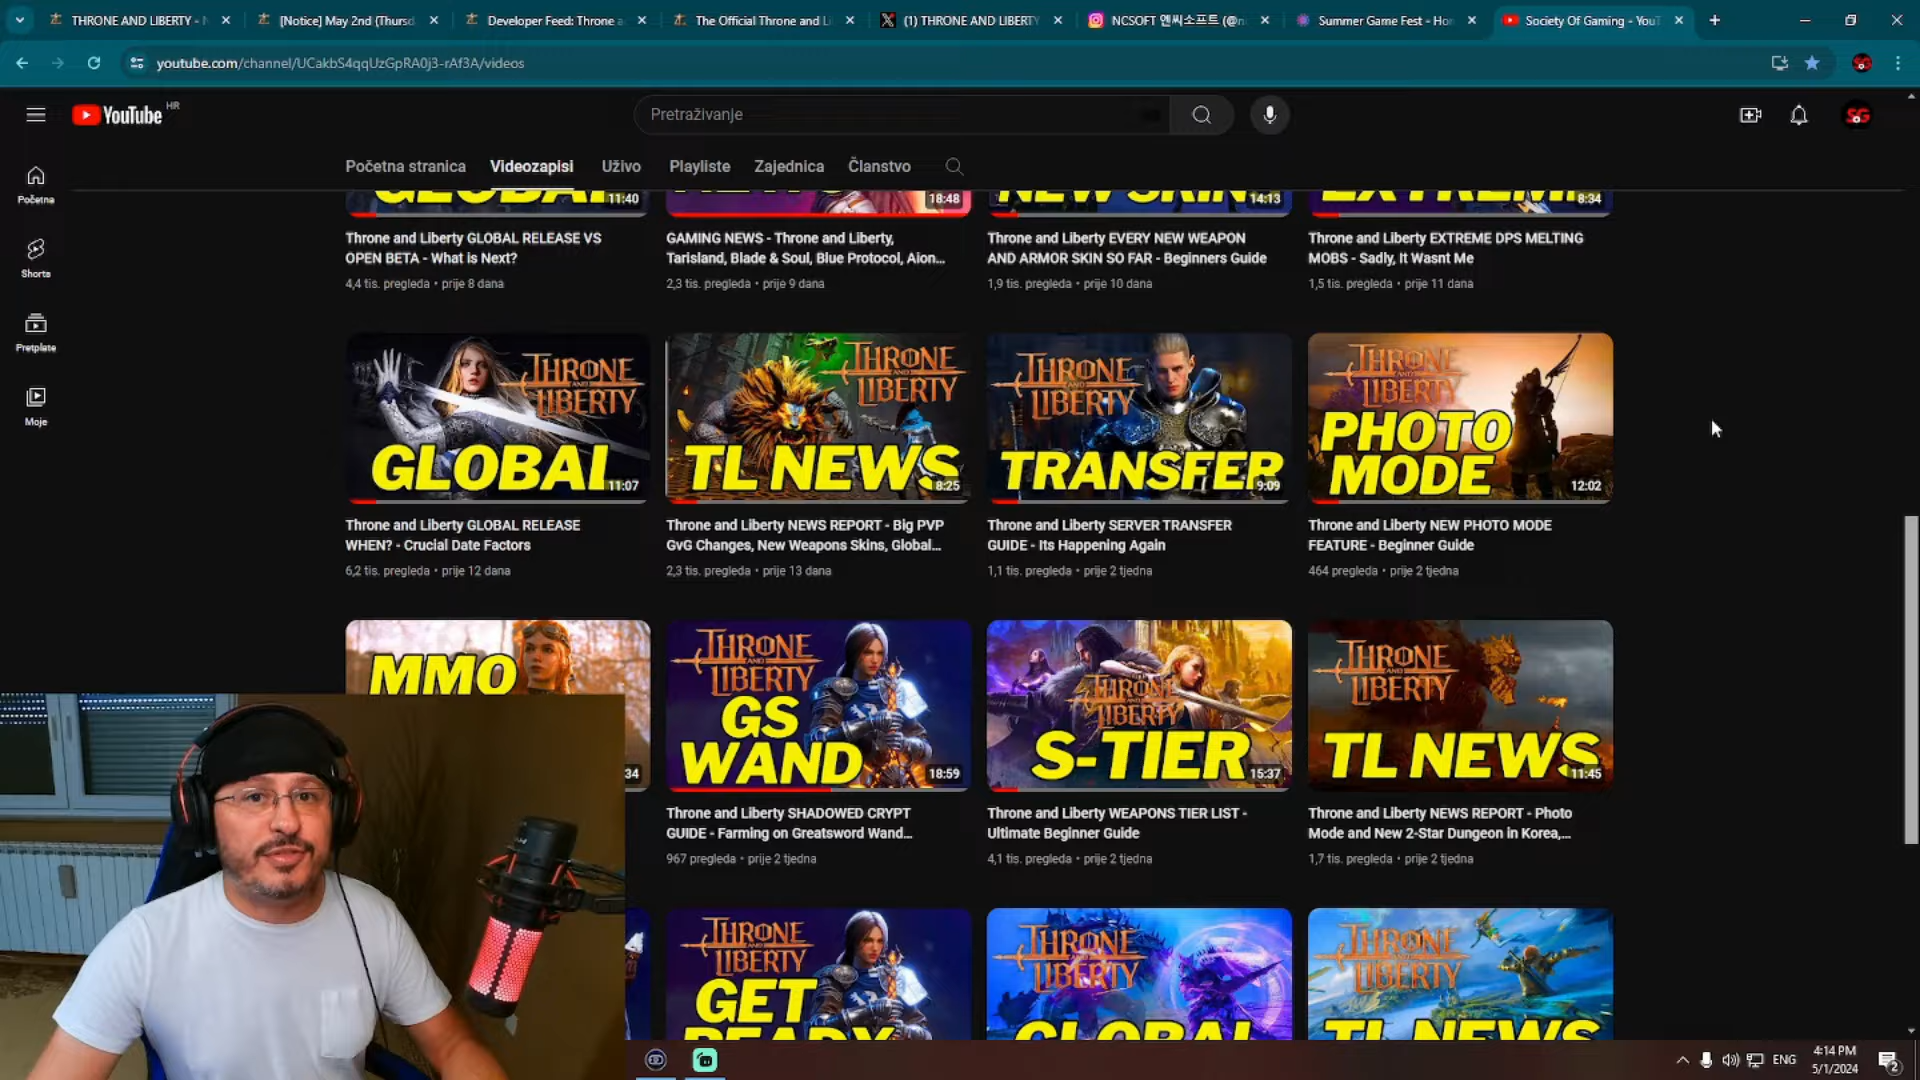 THRONE AND LIBERTY - N
[Notice] May 2nd (Thursd
Developer Feed: Throne a
The Official Throne and Li
(1) THRONE AND LIBERTY
NCSOFT 엔씨소프트 (@n
Summer Game Fest - Ho
Society Of Gaming - YouT
youtube.com/channel/UCakbS4qqUzGpRA0j3-rAf3A/videos
YouTube HR
Pretraživanje
SG
Početna stranica
Videozapisi
Uživo
Playliste
Zajednica
Članstvo
Početna
Shorts
Pretplate
Moje
GLOBAL
11:40
NEWS
18:48
NEW SKIN
14:13
EXTREME
8:34
Throne and Liberty GLOBAL RELEASE VS
OPEN BETA - What is Next?
4,4 tis. pregleda • prije 8 dana
GAMING NEWS - Throne and Liberty,
Tarisland, Blade & Soul, Blue Protocol, Aion...
2,3 tis. pregleda • prije 9 dana
Throne and Liberty EVERY NEW WEAPON
AND ARMOR SKIN SO FAR - Beginners Guide
1,9 tis. pregleda • prije 10 dana
Throne and Liberty EXTREME DPS MELTING
MOBS - Sadly, It Wasnt Me
1,5 tis. pregleda • prije 11 dana
THRONE
AND
LIBERTY
GLOBAL
11:07
THRONE
AND
LIBERTY
TL NEWS
8:25
THRONE
AND
LIBERTY
TRANSFER
9:09
THRONE
AND
LIBERTY
PHOTO
MODE
12:02
Throne and Liberty GLOBAL RELEASE
WHEN? - Crucial Date Factors
6,2 tis. pregleda • prije 12 dana
Throne and Liberty NEWS REPORT - Big PVP
GvG Changes, New Weapons Skins, Global...
2,3 tis. pregleda • prije 13 dana
Throne and Liberty SERVER TRANSFER
GUIDE - Its Happening Again
1,1 tis. pregleda • prije 2 tjedna
Throne and Liberty NEW PHOTO MODE
FEATURE - Beginner Guide
464 pregleda • prije 2 tjedna
MMO
34
THRONE
AND
LIBERTY
GS
WAND
18:59
THRONE
AND
LIBERTY
S-TIER
15:37
THRONE
AND
LIBERTY
TL NEWS
11:45
Throne and Liberty SHADOWED CRYPT
GUIDE - Farming on Greatsword Wand...
967 pregleda • prije 2 tjedna
Throne and Liberty WEAPONS TIER LIST -
Ultimate Beginner Guide
4,1 tis. pregleda • prije 2 tjedna
Throne and Liberty NEWS REPORT - Photo
Mode and New 2-Star Dungeon in Korea,...
1,7 tis. pregleda • prije 2 tjedna
THRONE
AND
LIBERTY
GET
READY
THRONE
AND
LIBERTY
GLOBAL
THRONE
AND
LIBERTY
TL NEWS
ENG
4:14 PM
5/1/2024
2